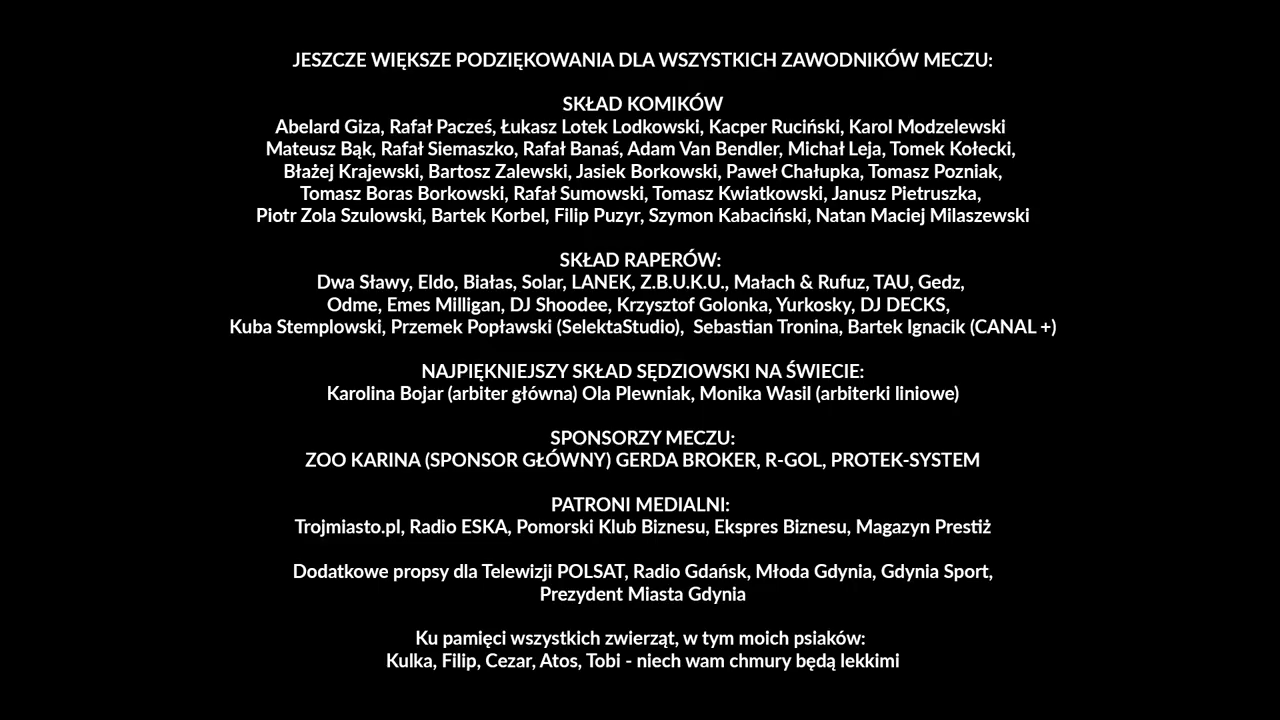 JESZCZE WIĘKSZE PODZIĘKOWANIA DLA WSZYSTKICH ZAWODNIKÓW MECZU:
SKŁAD KOMIKÓW
Abelard Giza, Rafał Pacześ, Łukasz Lotek Lodkowski, Kacper Ruciński, Karol Modzelewski
Mateusz Bąk, Rafał Siemaszko, Rafał Banaś, Adam Van Bendler, Michał Leja, Tomek Kołecki,
Błażej Krajewski, Bartosz Zalewski, Jasiek Borkowski, Paweł Chałupka, Tomasz Pozniak,
Tomasz Boras Borkowski, Rafał Sumowski, Tomasz Kwiatkowski, Janusz Pietruszka,
Piotr Zola Szulowski, Bartek Korbel, Filip Puzyr, Szymon Kabaciński, Natan Maciej Milaszewski
SKŁAD RAPERÓW:
Dwa Sławy, Eldo, Białas, Solar, LANEK, Z.B.U.K.U., Małach & Rufuz, TAU, Gedz,
Odme, Emes Milligan, DJ Shoodee, Krzysztof Golonka, Yurkosky, DJ DECKS,
Kuba Stemplowski, Przemek Popławski (SelektaStudio),  Sebastian Tronina, Bartek Ignacik (CANAL +)
NAJPIĘKNIEJSZY SKŁAD SĘDZIOWSKI NA ŚWIECIE:
Karolina Bojar (arbiter główna) Ola Plewniak, Monika Wasil (arbiterki liniowe)
SPONSORZY MECZU:
ZOO KARINA (SPONSOR GŁÓWNY) GERDA BROKER, R-GOL, PROTEK-SYSTEM
PATRONI MEDIALNI:
Trojmiasto.pl, Radio ESKA, Pomorski Klub Biznesu, Ekspres Biznesu, Magazyn Prestiż
Dodatkowe propsy dla Telewizji POLSAT, Radio Gdańsk, Młoda Gdynia, Gdynia Sport,
Prezydent Miasta Gdynia
Ku pamięci wszystkich zwierząt, w tym moich psiaków:
Kulka, Filip, Cezar, Atos, Tobi - niech wam chmury będą lekkimi